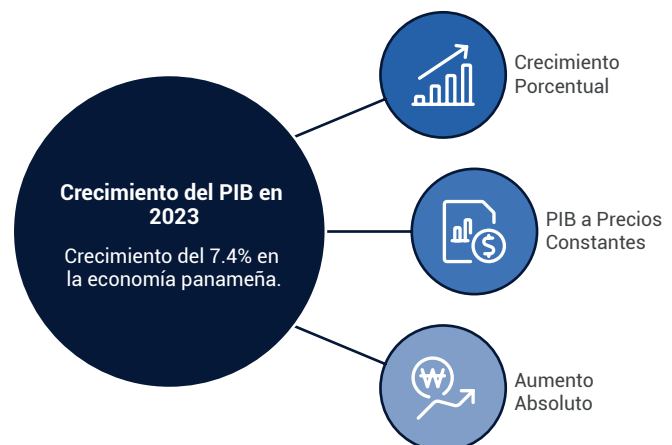 Crecimiento del PIB en
2023
Crecimiento del 7.4% en
la economía panameña.
Crecimiento
Porcentual
PIB a Precios
Constantes
$
₩
Aumento
Absoluto